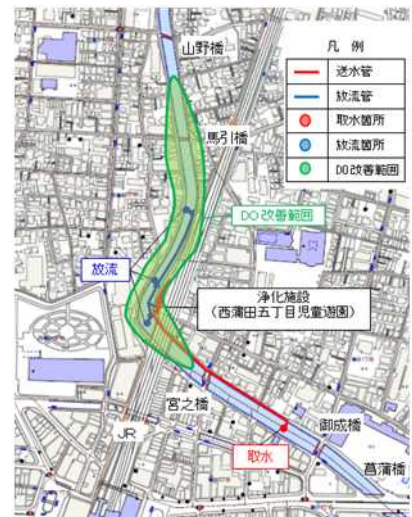 山野橋
凡 例
送水管
放流管
取水箇所
放流箇所
DO改善範囲
馬引橋
DO改善範囲
放流
浄化施設
(西蒲田五丁目児童遊園)
宮之橋
御成橋
JR
取水
菖蒲橋